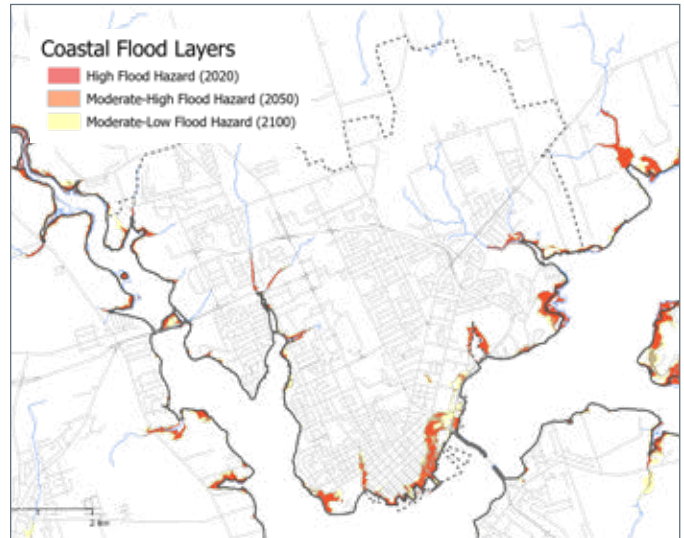 Coastal Flood Layers
High Flood Hazard (2020)
Moderate-High Flood Hazard (2050)
Moderate-Low Flood Hazard (2100)
2 km